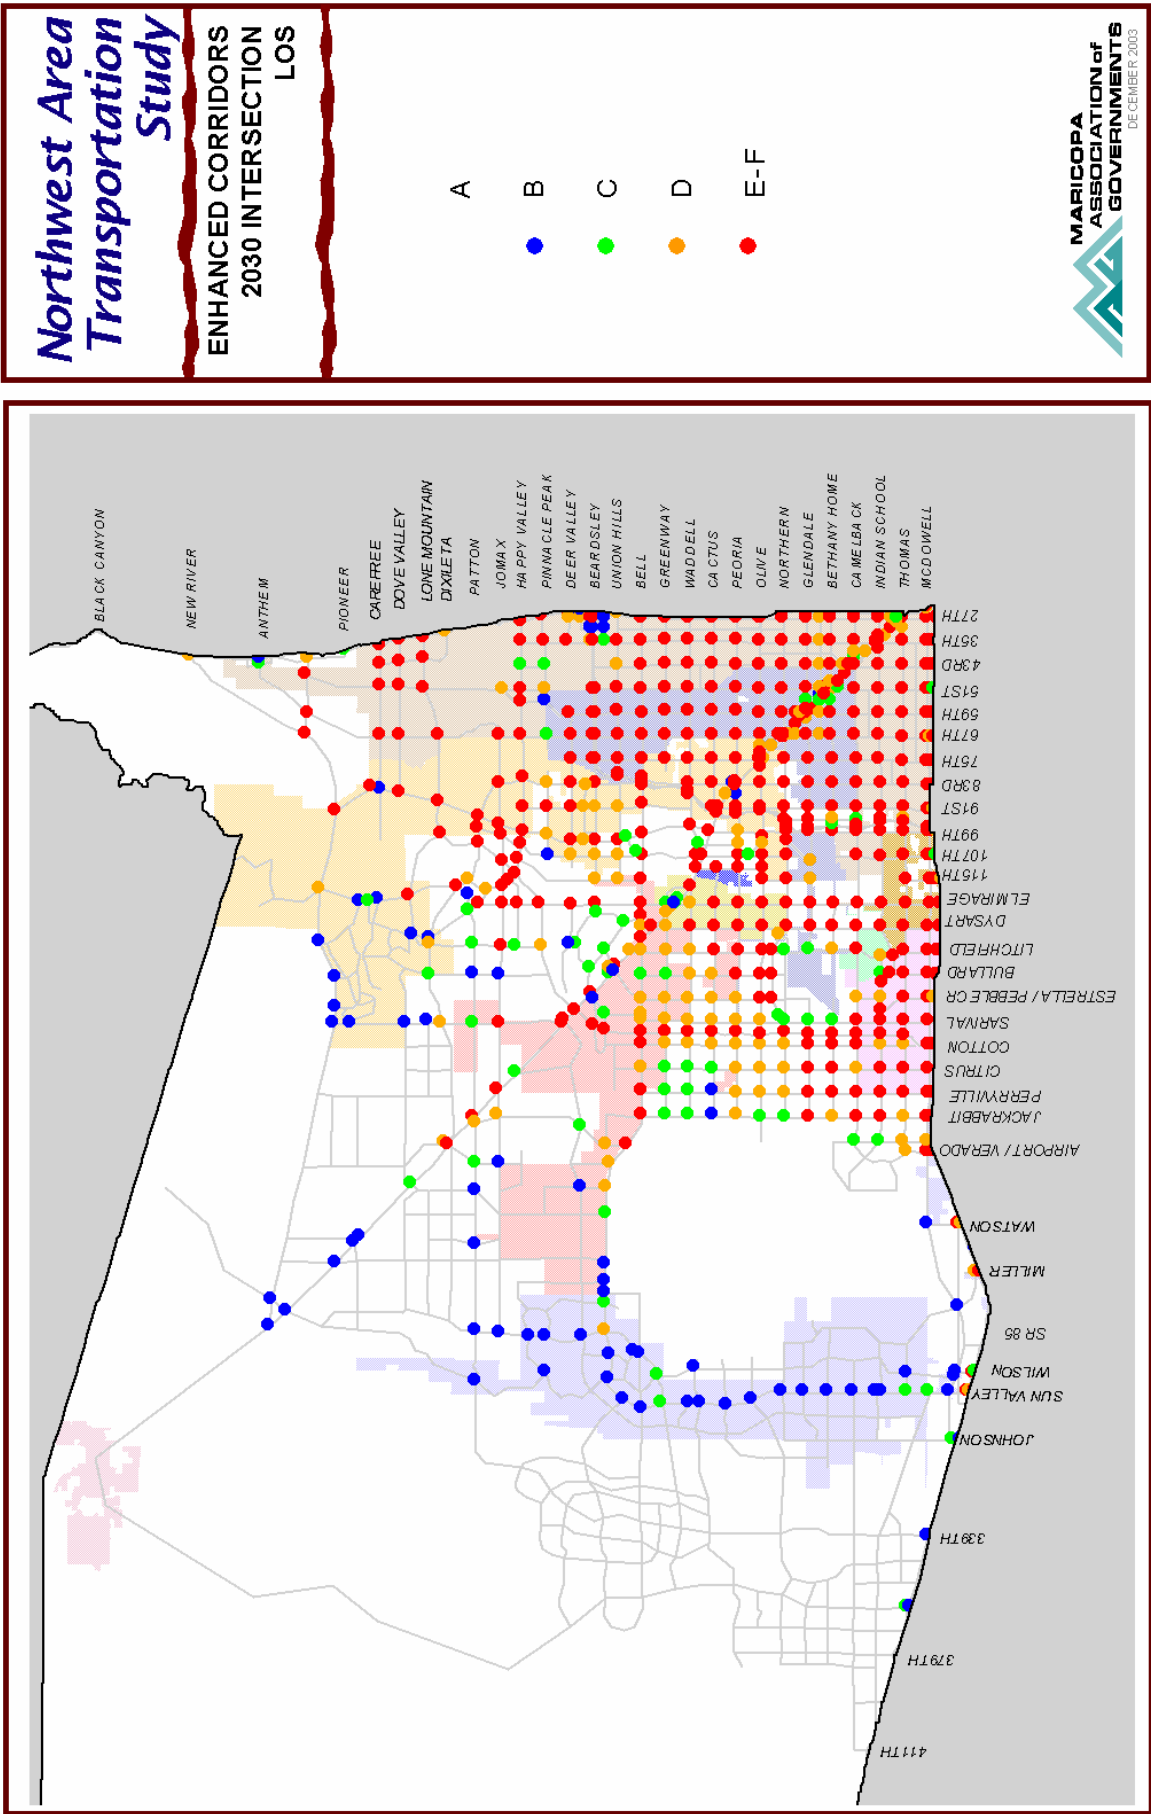 Northwest Area
Transportation
Study
ENHANCED CORRIDORS
2030 INTERSECTION
LOS
A
B
C
D
E-F
MARICOPA
ASSOCIATION of
GOVERNMENTS
DECEMBER 2003
BLACK CANYON
NEW RIVER
ANTHEM
PIONEER
CAREFREE
DOVE VALLEY
LONE MOUNTAIN
DIXILETA
PATTON
JOMAX
HAPPY VALLEY
PINNACLE PEAK
DEER VALLEY
BEARDSLEY
UNION HILLS
BELL
GREENWAY
WADDELL
CACTUS
PEORIA
OLIVE
NORTHERN
GLENDALE
BETHANY HOME
CAMELBACK
INDIAN SCHOOL
THOMAS
MCDOWELL
27TH
35TH
43RD
51ST
59TH
67TH
75TH
83RD
91ST
99TH
107TH
115TH
ELMIRAGE
DYSART
LITCHFIELD
BULLARD
ESTRELLA / PEBBLE CR
SARIVAL
COTTON
CITRUS
PERRYVILLE
JACKRABBIT
AIRPORT / VERADO
WATSON
MILLER
SR 85
WILSON
SUN VALLEY
JOHNSON
339TH
379TH
411TH